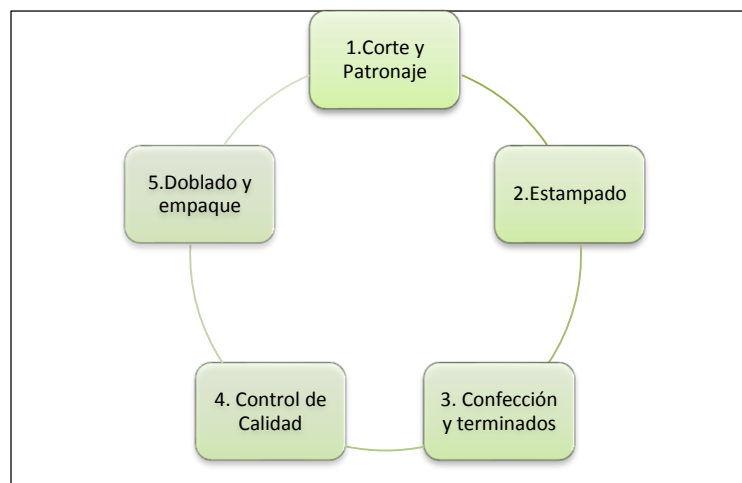 1.Corte y
Patronaje
2.Estampado
3. Confección
y terminados
4. Control de
Calidad
5.Doblado y
empaque